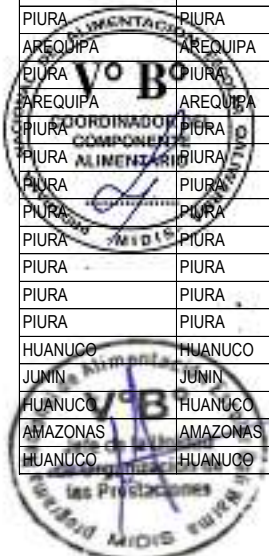 PIURA PIURA
AREQUIPA AREQUIPA
PIURA PIURA
AREQUIPA AREQUIPA
PIURA PIURA
PIURA PIURA
PIURA PIURA
PIURA PIURA
PIURA PIURA
PIURA PIURA
PIURA PIURA
PIURA PIURA
HUANUCO HUANUCO
JUNIN JUNIN
HUANUCO HUANUCO
AMAZONAS AMAZONAS
HUANUCO HUANUCO
V° B°
COORDINADOR DEL
COMPONENTE
ALIMENTARIO
MIDIS
V° B°
las Prestaciones
MIDIS